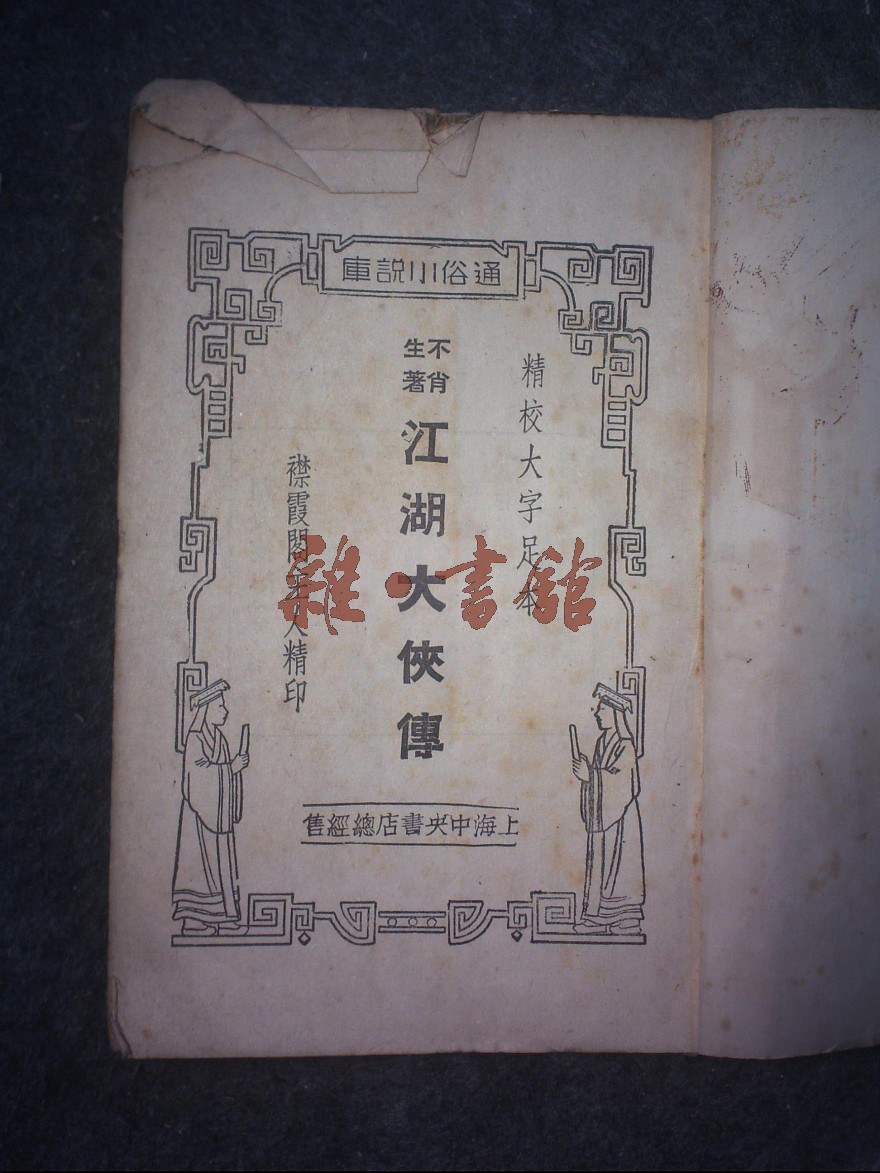 通俗小說庫
精校大字足本
不肖生著
江湖大俠傳
襟霞閣主人精印
上海中央書店總經售
雜·書館